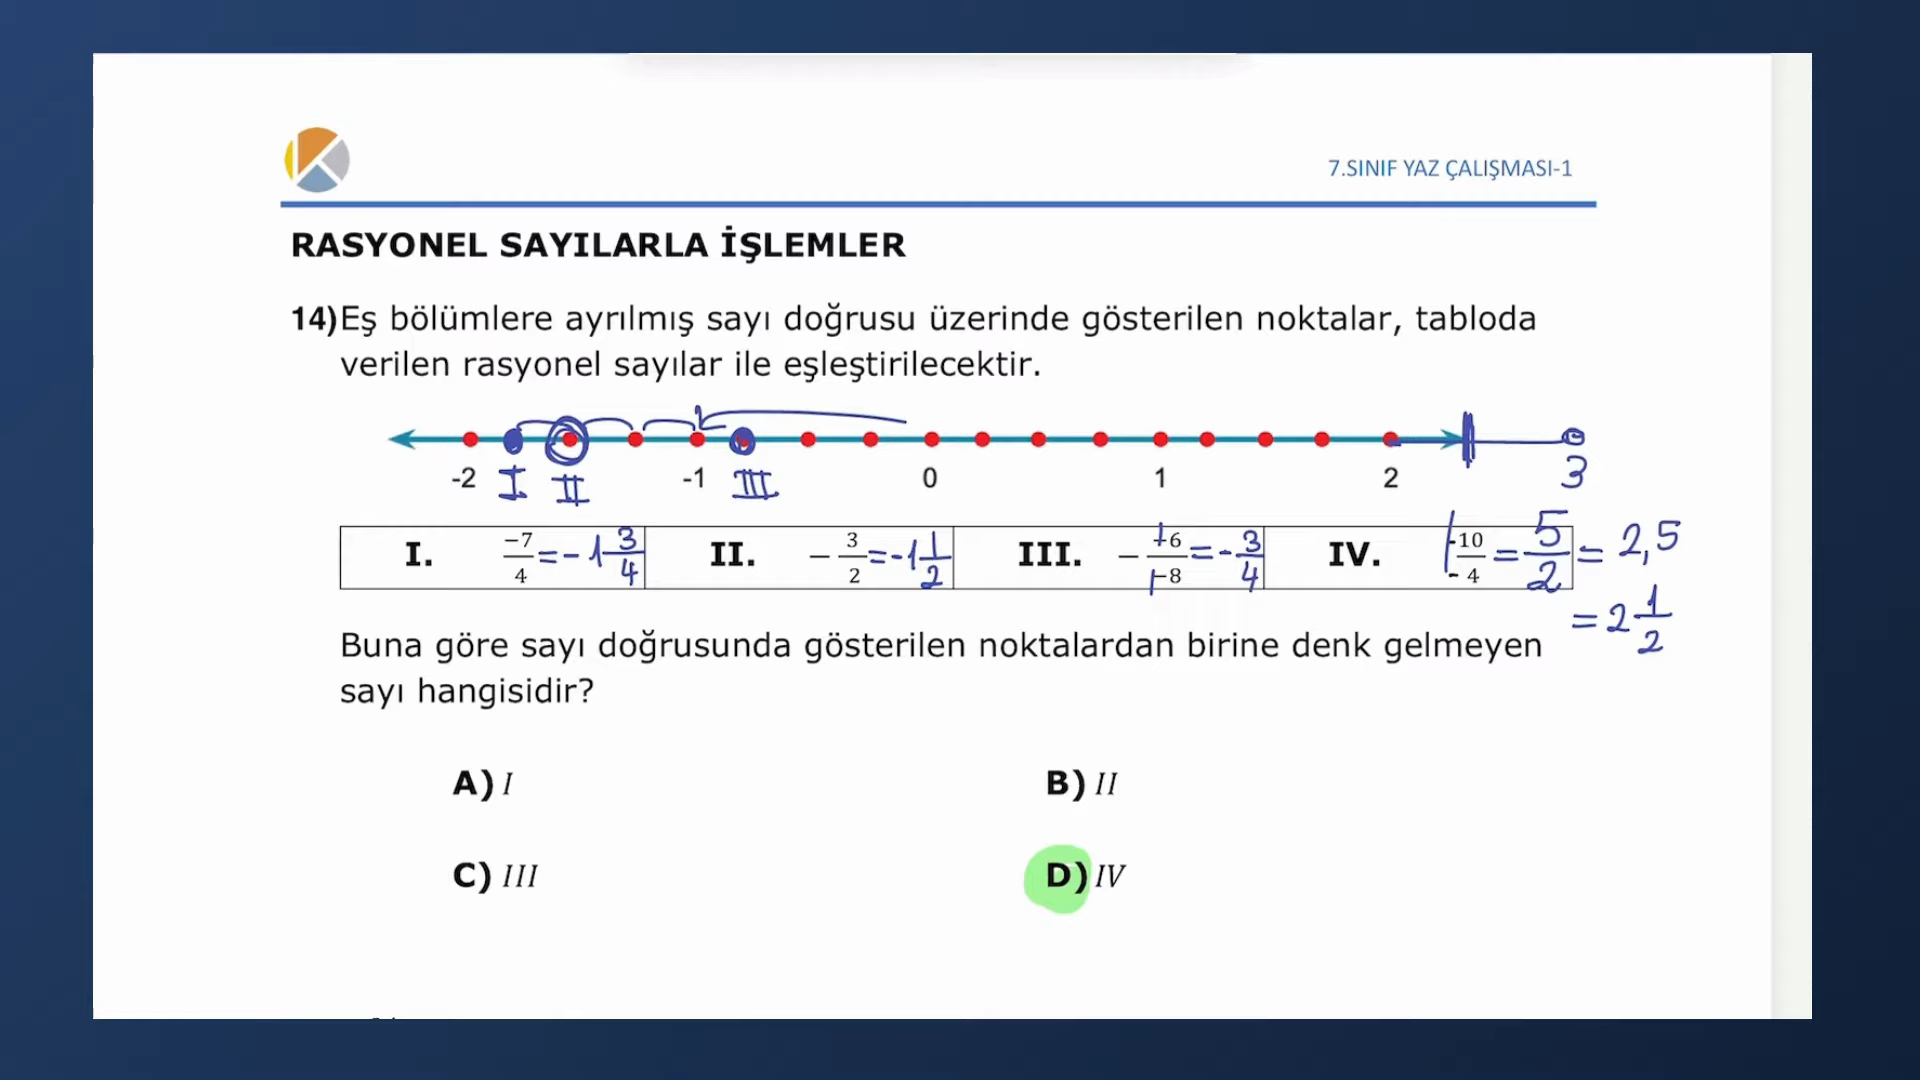 7.SINIF YAZ ÇALIŞMASI-1
RASYONEL SAYILARLA İŞLEMLER
14)Eş bölümlere ayrılmış sayı doğrusu üzerinde gösterilen noktalar, tabloda
verilen rasyonel sayılar ile eşleştirilecektir.
-2 I II -1 III 0 1 2 3
I. -7/4 = -1 3/4 II. - 3/2 = -1 1/2 III. - -6/-8 = - 3/4 IV. -10/-4 = 5/2 = 2,5
= 2 1/2
Buna göre sayı doğrusunda gösterilen noktalardan birine denk gelmeyen
sayı hangisidir?
A) I B) II
C) III D) IV